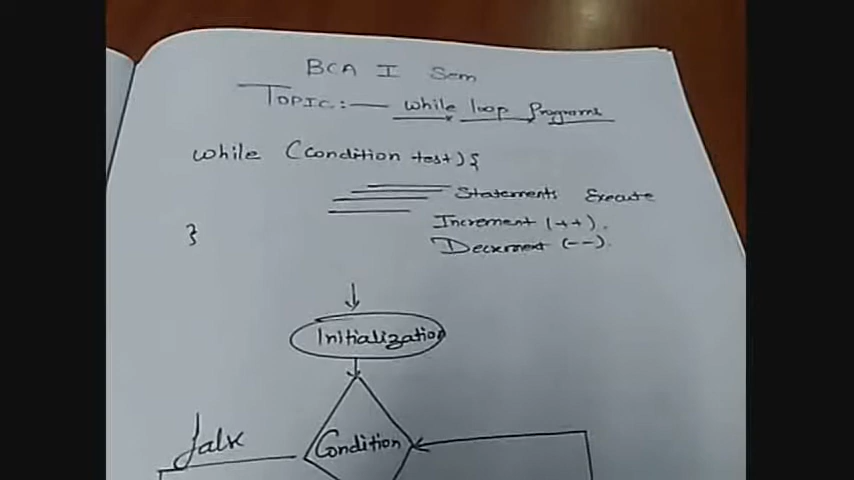 BCA I Sem
TOPIC:- while loop Programs
while (Condition test) {
Statements Execute
Increment (++).
Decrement (--).
}
Initialization
Condition
false